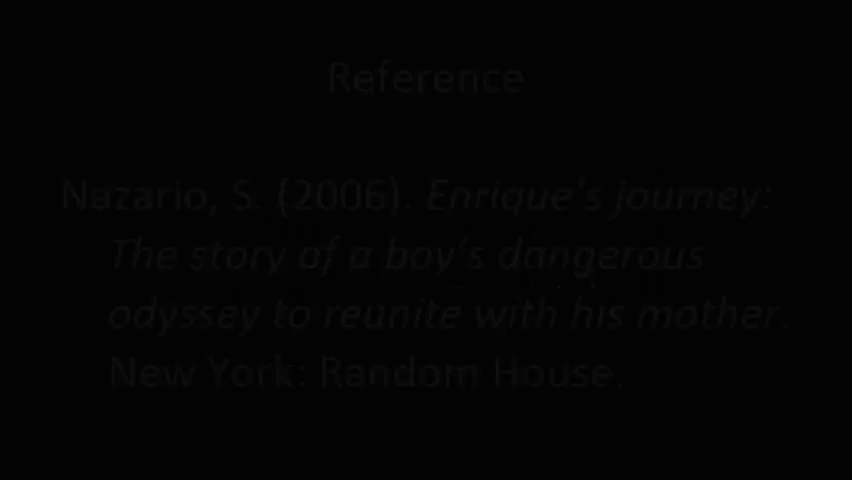 Reference
Nazario, S. (2006). Enrique's journey:
The story of a boy's dangerous
odyssey to reunite with his mother.
New York: Random House.